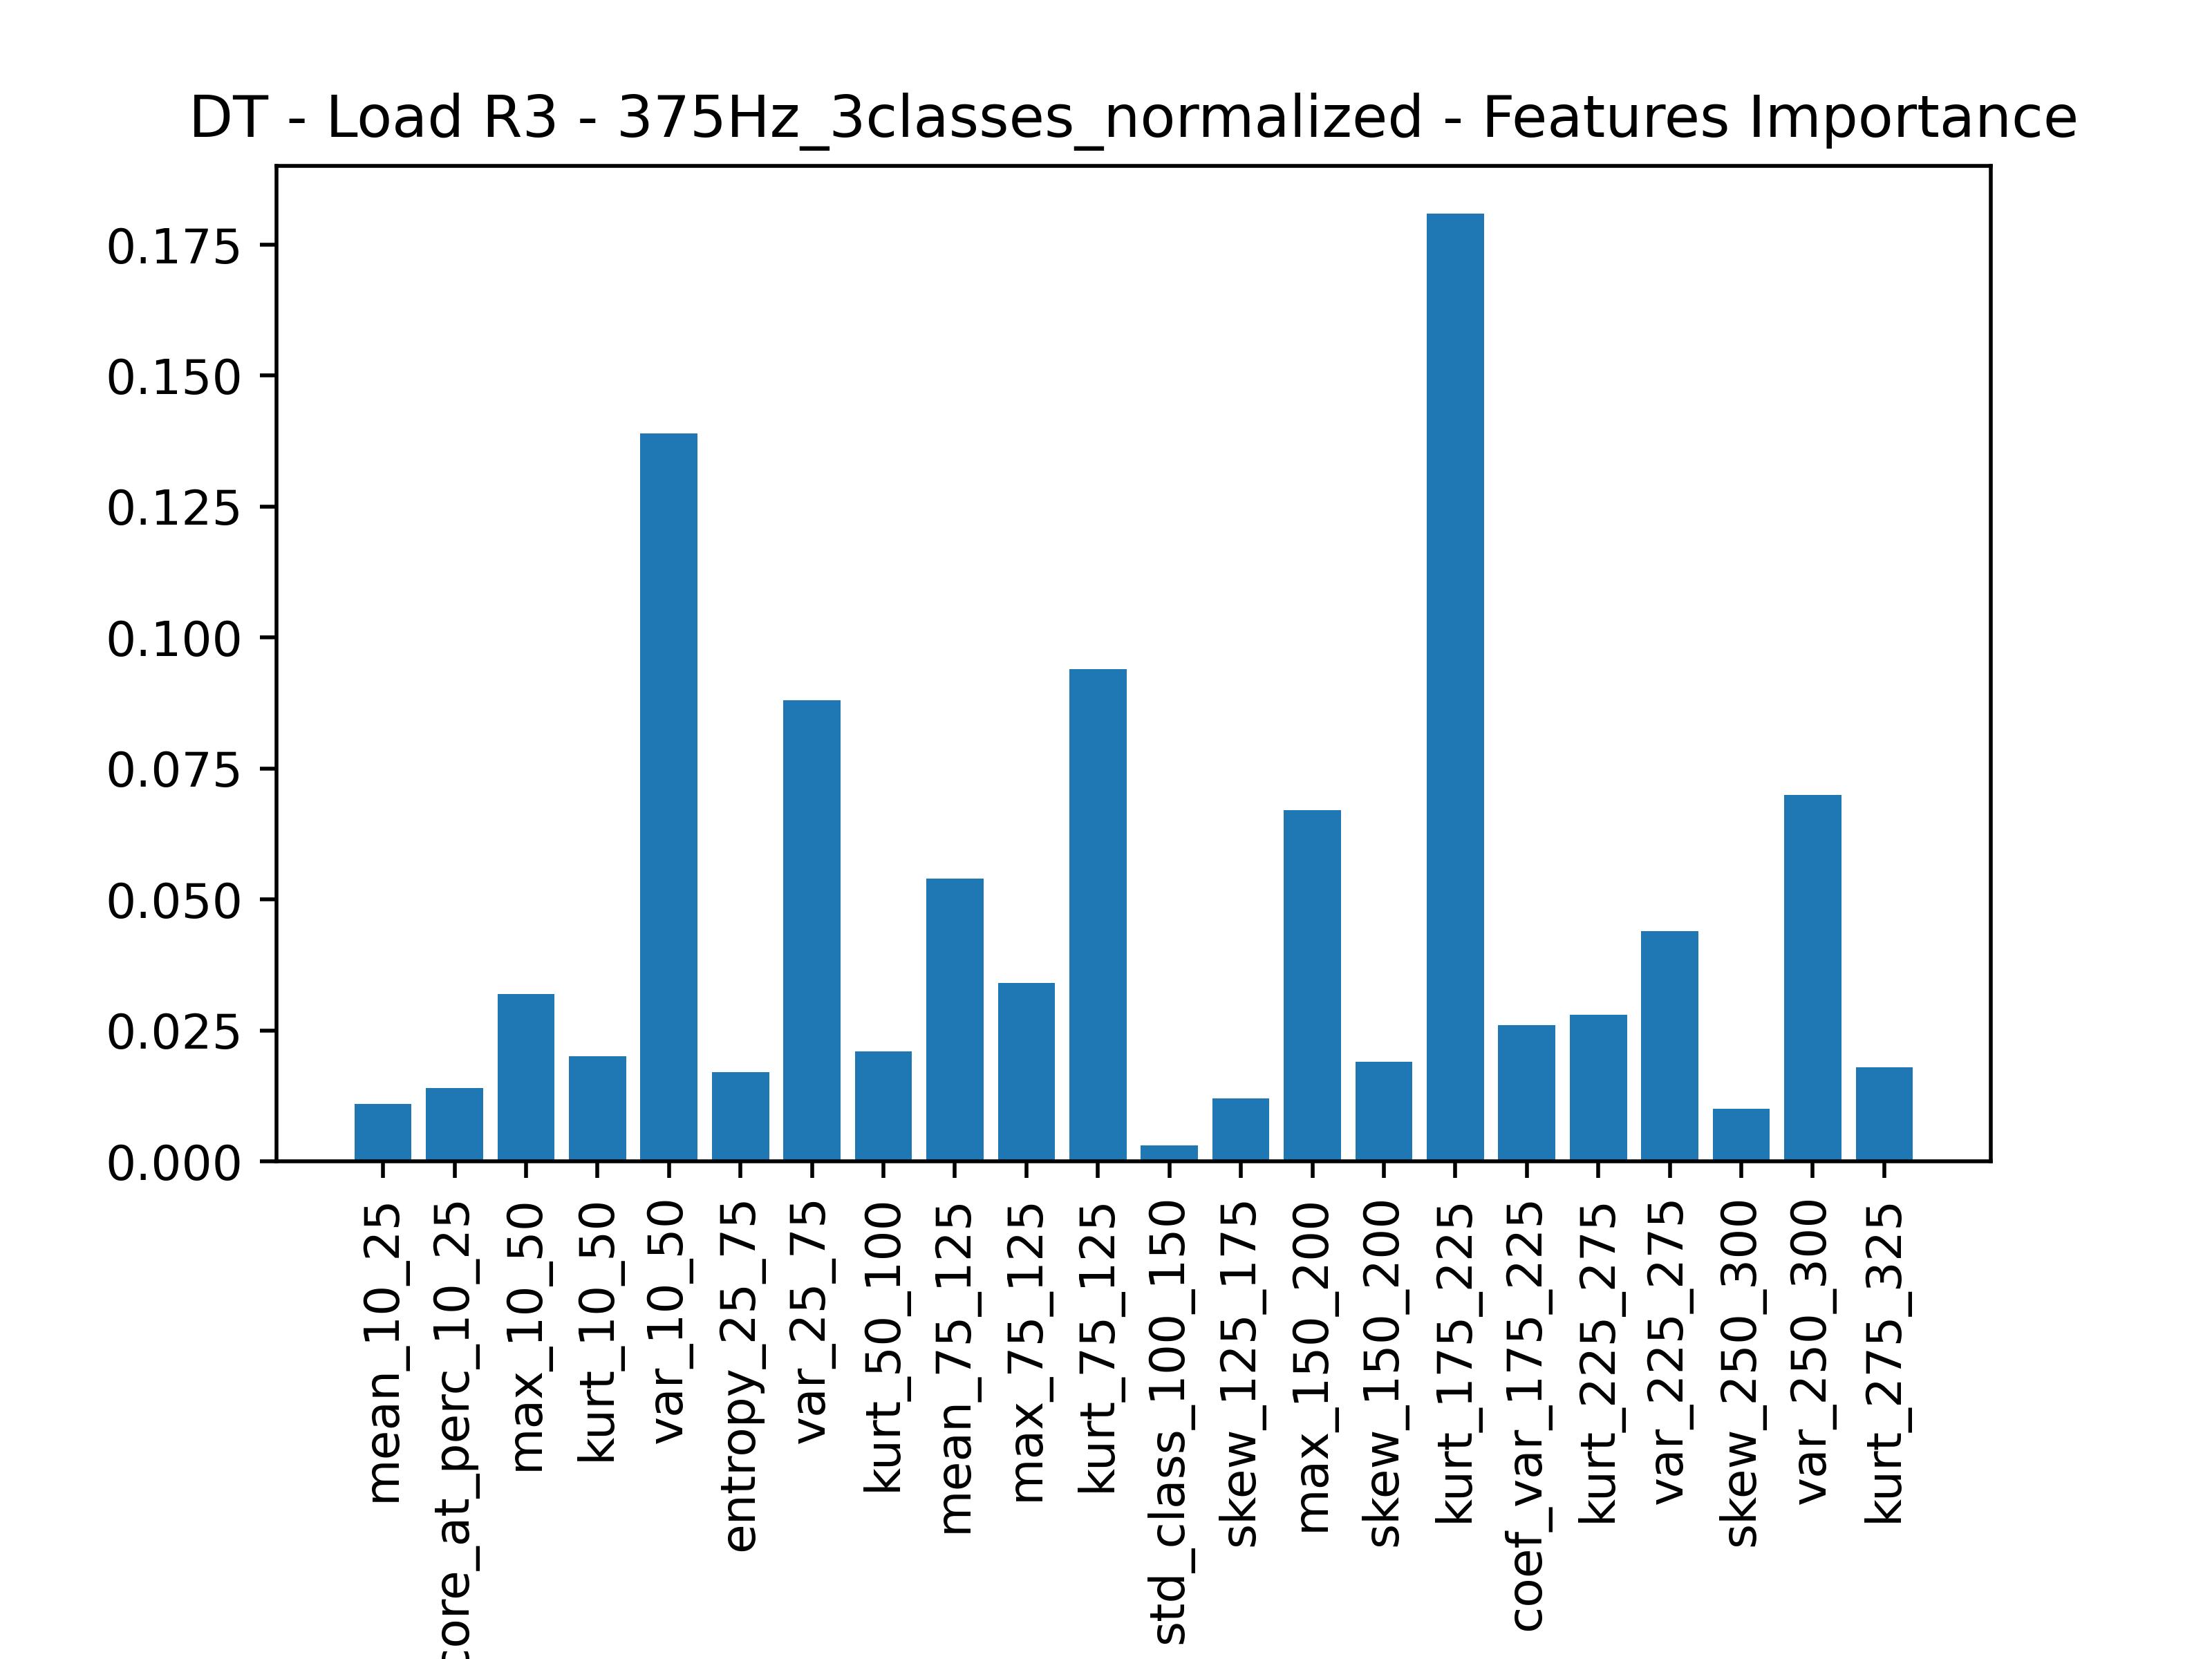 DT - Load R3 - 375Hz_3classes_normalized - Features Importance
0.175
0.150
0.125
0.100
0.075
0.050
0.025
0.000
mean_10_25
core_at_perc_10_25
max_10_50
kurt_10_50
var_10_50
entropy_25_75
var_25_75
kurt_50_100
mean_75_125
max_75_125
kurt_75_125
std_class_100_150
skew_125_175
max_150_200
skew_150_200
kurt_175_225
coef_var_175_225
kurt_225_275
var_225_275
skew_250_300
var_250_300
kurt_275_325